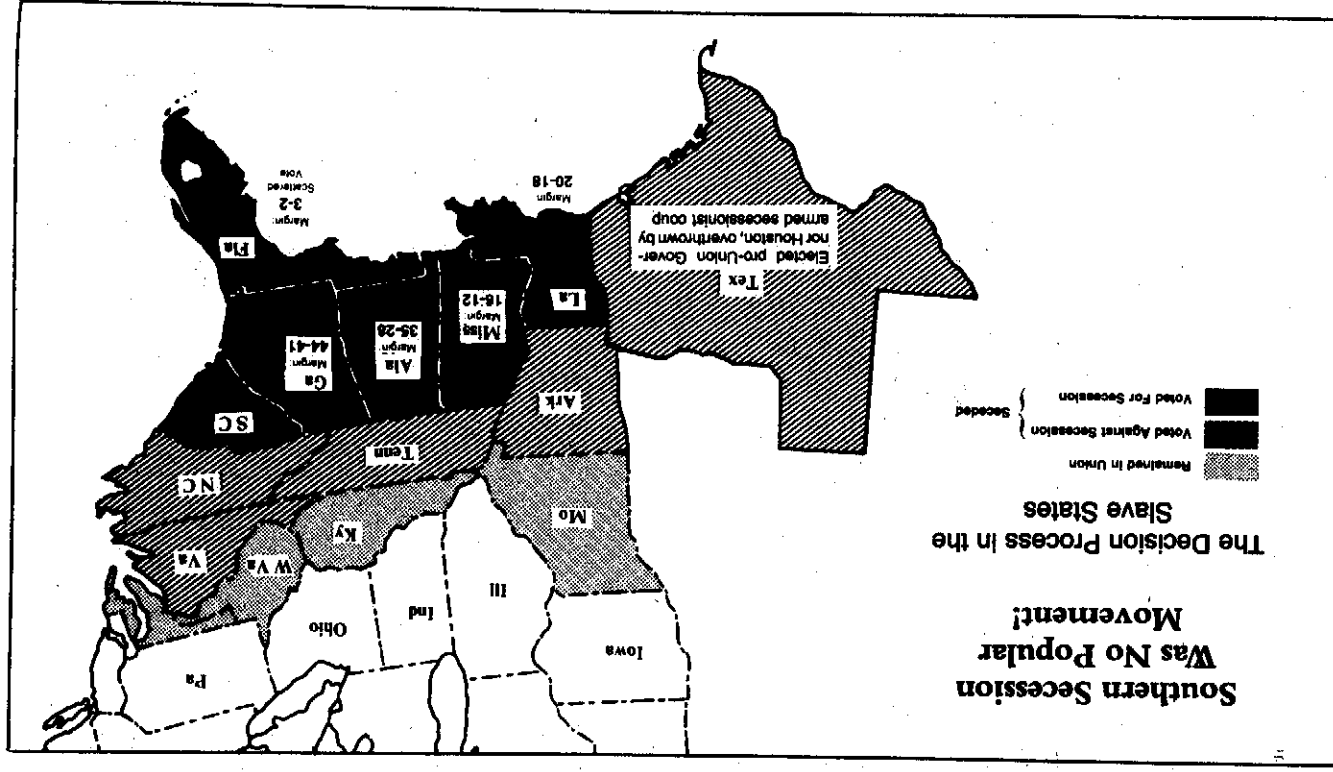 Southern Secession
Was No Popular
Movement!
The Decision Process in the
Slave States
Remained in Union
Voted Against Secession
Voted For Secession
Seceded
Iowa
Ill
Ind
Ohio
Pa
Mo
Ky
W Va
Va
Ark
Tenn
NC
SC
Tex
Elected pro-Union Gover-
nor Houston, overthrown by
armed secessionist coup
La
Margin
20-18
Miss
Margin:
16-12
Ala
Margin:
35-28
Ga
Margin:
44-41
Fla
Margin:
3-2
Scattered
Vote